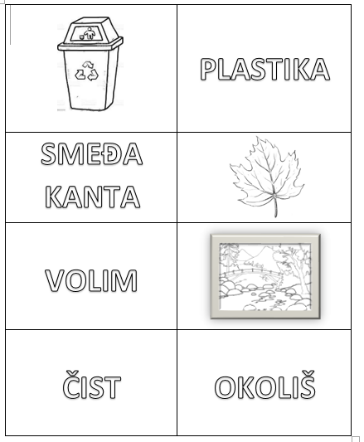 PLASTIKA
SMEĐA
KANTA
VOLIM
ČIST
OKOLIŠ